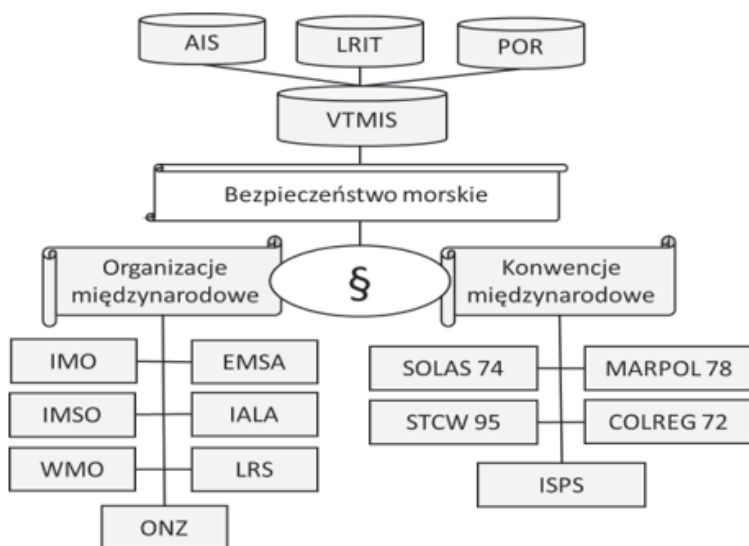 AIS
LRIT
POR
VTMIS
Bezpieczeństwo morskie
§
Organizacje
międzynarodowe
IMO
EMSA
IMSO
IALA
WMO
LRS
ONZ
Konwencje
międzynarodowe
SOLAS 74
MARPOL 78
STCW 95
COLREG 72
ISPS